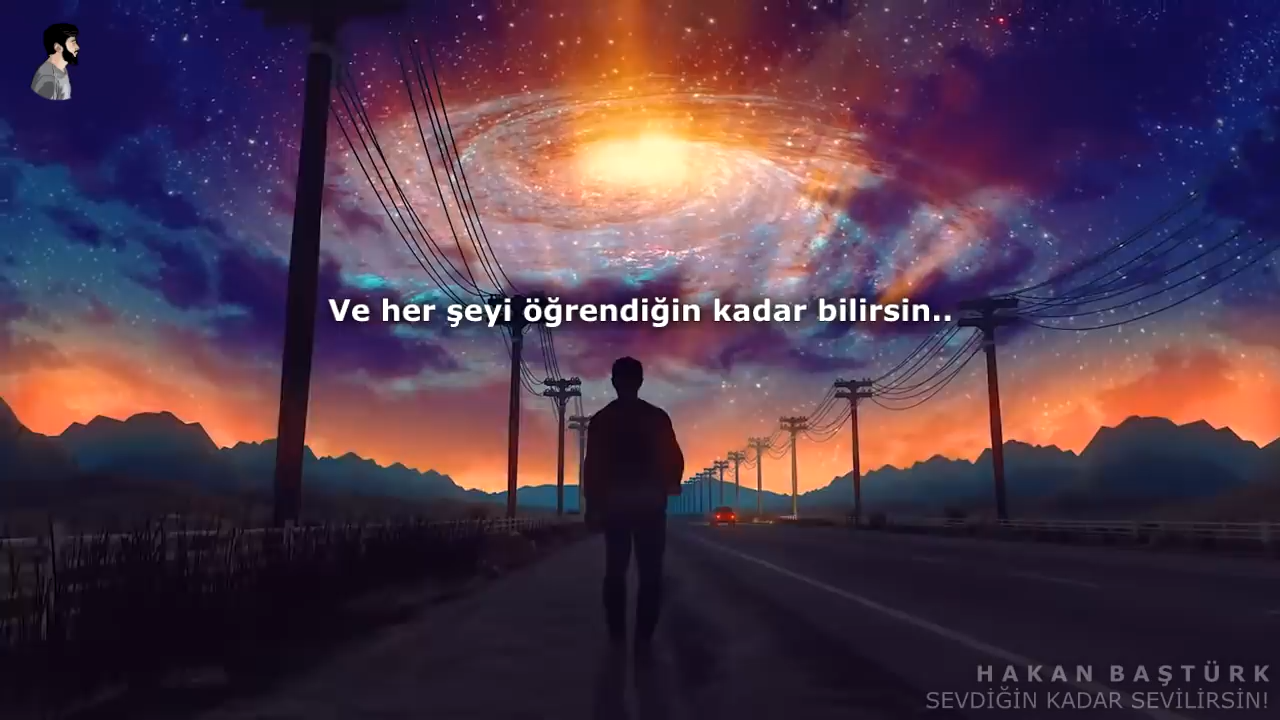 Ve her şeyi öğrendiğin kadar bilirsin..
HAKAN BAŞTÜRK
SEVDİĞİN KADAR SEVİLİRSİN!